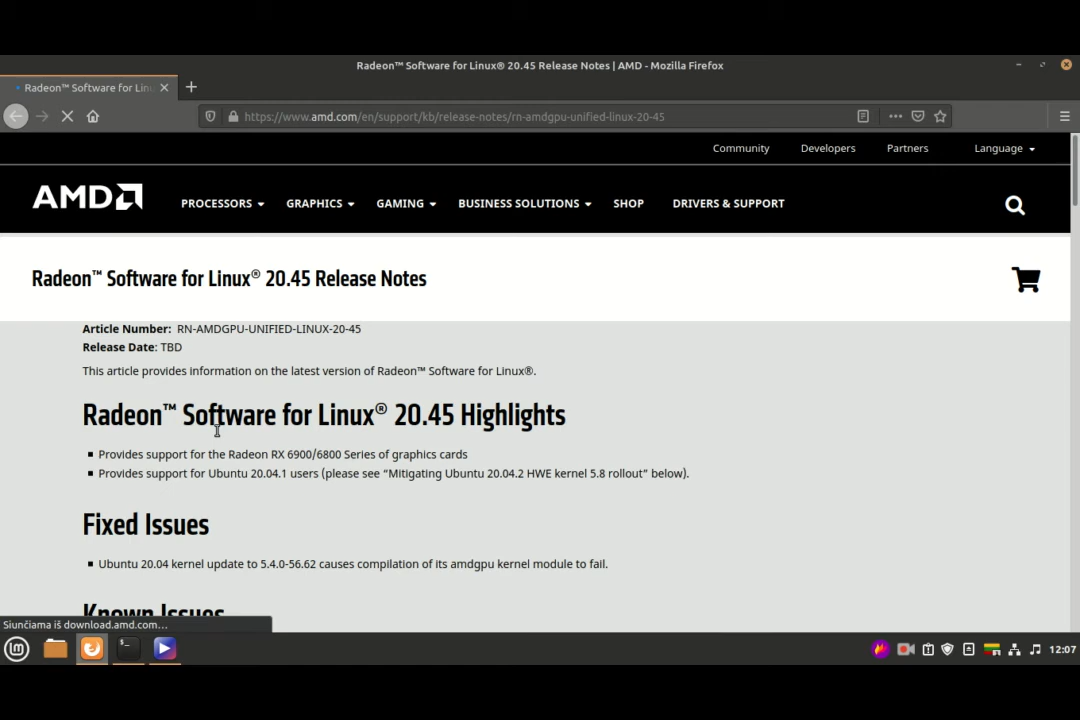 Radeon™ Software for Linux® 20.45 Release Notes | AMD - Mozilla Firefox
Radeon™ Software for Linu
https://www.amd.com/en/support/kb/release-notes/rn-amdgpu-unified-linux-20-45
Community Developers Partners Language
AMD PROCESSORS GRAPHICS GAMING BUSINESS SOLUTIONS SHOP DRIVERS & SUPPORT
Radeon™ Software for Linux® 20.45 Release Notes
Article Number: RN-AMDGPU-UNIFIED-LINUX-20-45
Release Date: TBD
This article provides information on the latest version of Radeon™ Software for Linux®.
Radeon™ Software for Linux® 20.45 Highlights
Provides support for the Radeon RX 6900/6800 Series of graphics cards
Provides support for Ubuntu 20.04.1 users (please see “Mitigating Ubuntu 20.04.2 HWE kernel 5.8 rollout” below).
Fixed Issues
Ubuntu 20.04 kernel update to 5.4.0-56.62 causes compilation of its amdgpu kernel module to fail.
Known Issues
Siunčiama iš download.amd.com...
12:07